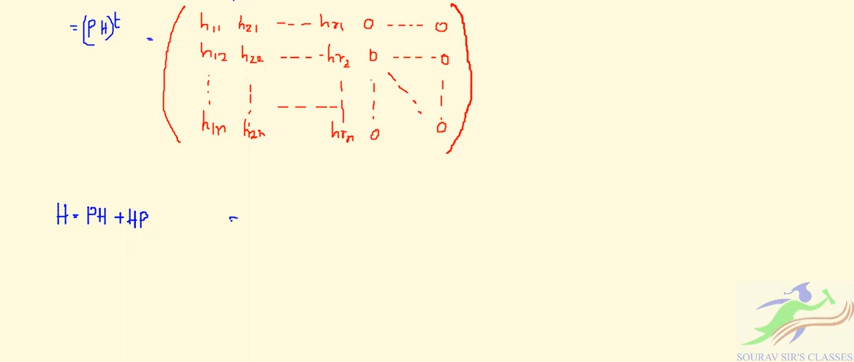 = (PH)^t = ( h11 h21 ---- hr1 0 ---- 0
h12 h22 ---- hr2 0 ---- 0
h1n h2n hrn 0 0 )
H = PH + HP =
SOURAV SIR'S CLASSES